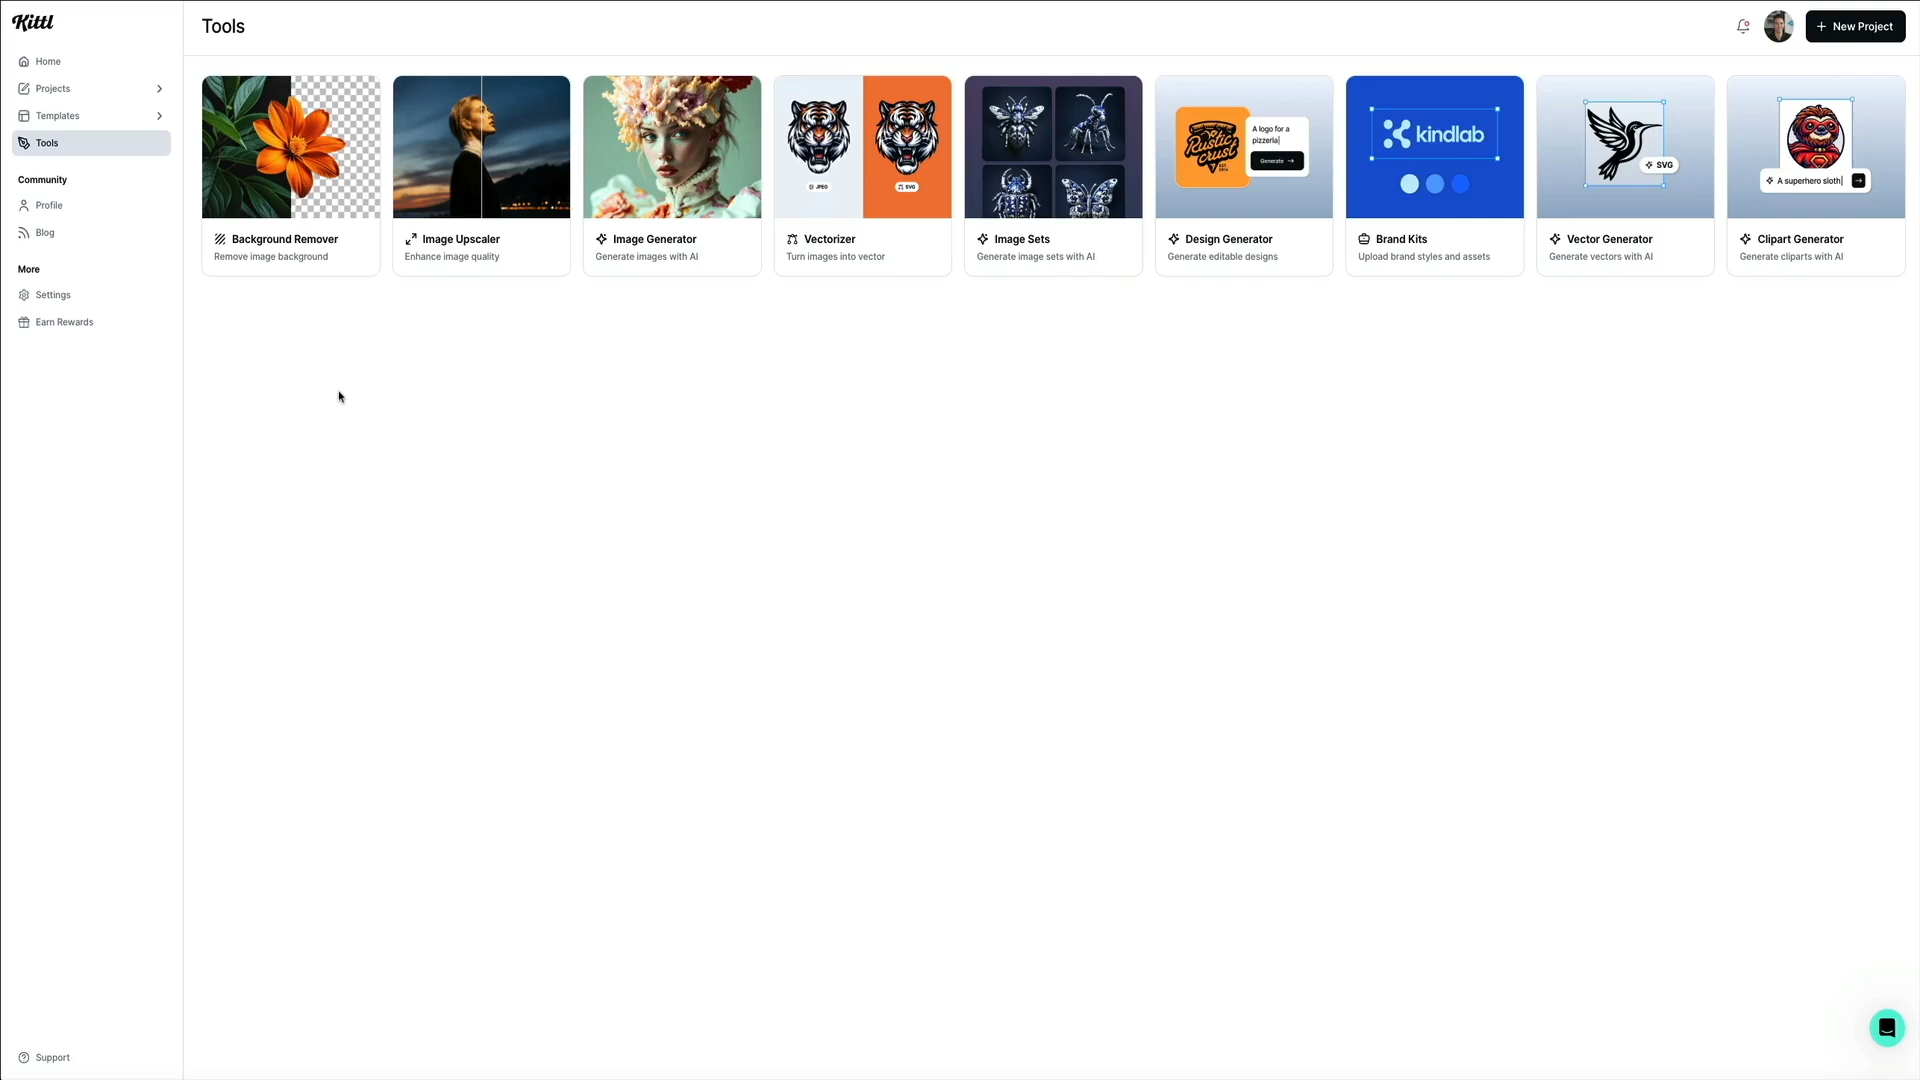 Kittl
Home
Projects
Templates
Tools
Community
Profile
Blog
More
Settings
Earn Rewards
Support
Tools
New Project
JPEG
SVG
Rustic
Crust
A logo for a
pizzeria
Generate
kindlab
SVG
A superhero sloth
Background Remover
Remove image background
Image Upscaler
Enhance image quality
Image Generator
Generate images with AI
Vectorizer
Turn images into vector
Image Sets
Generate image sets with AI
Design Generator
Generate editable designs
Brand Kits
Upload brand styles and assets
Vector Generator
Generate vectors with AI
Clipart Generator
Generate cliparts with AI